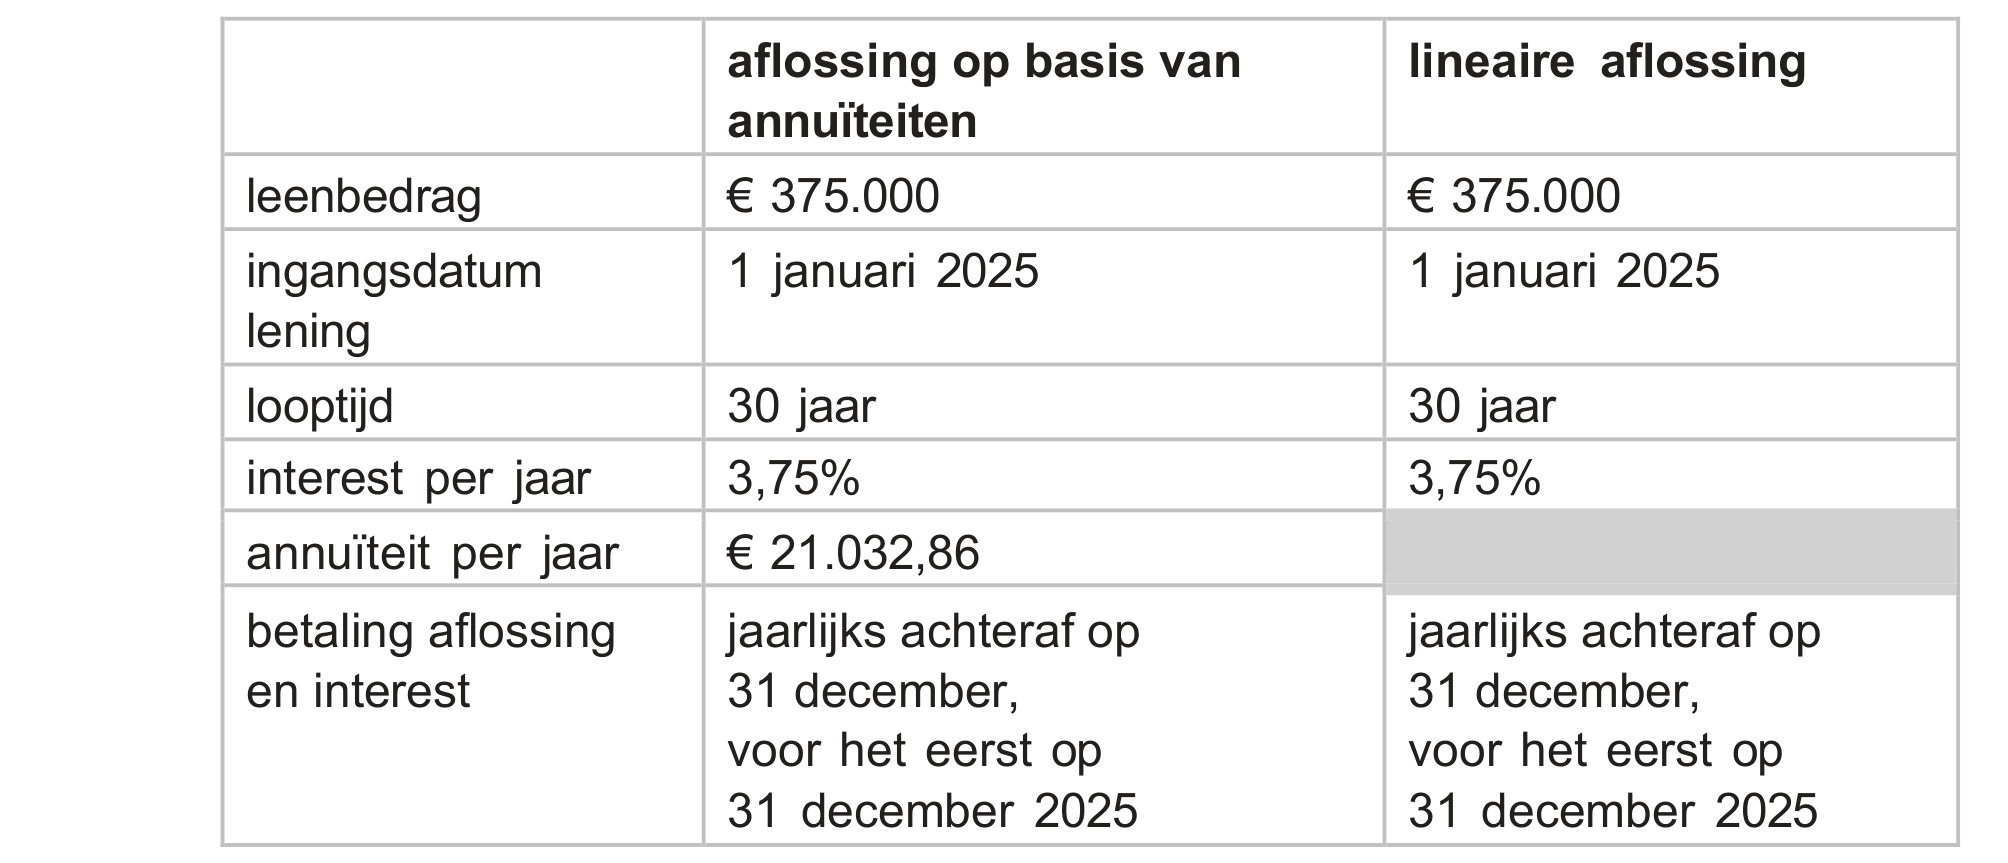 aflossing op basis van
annuïteiten
lineaire aflossing
leenbedrag
€ 375.000
€ 375.000
ingangsdatum
lening
1 januari 2025
1 januari 2025
looptijd
30 jaar
30 jaar
interest per jaar
3,75%
3,75%
annuïteit per jaar
€ 21.032,86
betaling aflossing
en interest
jaarlijks achteraf op
31 december,
voor het eerst op
31 december 2025
jaarlijks achteraf op
31 december,
voor het eerst op
31 december 2025